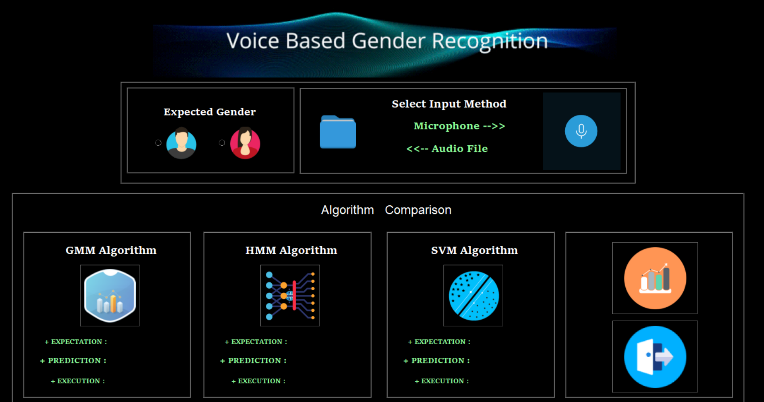 Voice Based Gender Recognition
Expected Gender
Select Input Method
Microphone -->>
<<-- Audio File
Algorithm Comparison
GMM Algorithm
+ EXPECTATION :
+ PREDICTION :
+ EXECUTION :
HMM Algorithm
+ EXPECTATION :
+ PREDICTION :
+ EXECUTION :
SVM Algorithm
+ EXPECTATION :
+ PREDICTION :
+ EXECUTION :